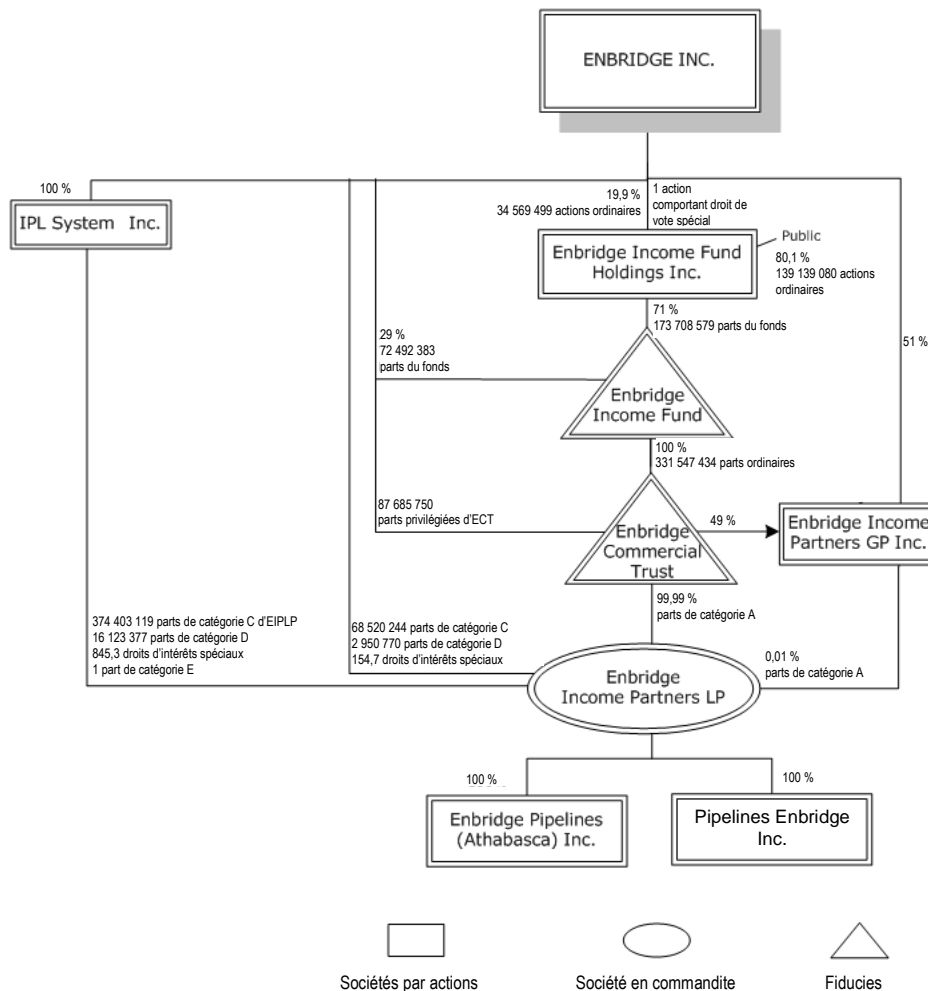 ENBRIDGE INC.
100 %
IPL System Inc.
19,9 %
34 569 499 actions ordinaires
1 action
comportant droit de
vote spécial
Public
80,1 %
139 139 080 actions
ordinaires
Enbridge Income Fund
Holdings Inc.
71 %
173 708 579 parts du fonds
29 %
72 492 383
parts du fonds
51 %
Enbridge
Income Fund
100 %
331 547 434 parts ordinaires
87 685 750
parts privilégiées d'ECT
Enbridge
Commercial
Trust
49 %
Enbridge Income
Partners GP Inc.
99,99 %
parts de catégorie A
374 403 119 parts de catégorie C d'EIPLP
16 123 377 parts de catégorie D
845,3 droits d'intérêts spéciaux
1 part de catégorie E
68 520 244 parts de catégorie C
2 950 770 parts de catégorie D
154,7 droits d'intérêts spéciaux
0,01 %
parts de catégorie A
Enbridge
Income Partners LP
100 %
Enbridge Pipelines
(Athabasca) Inc.
100 %
Pipelines Enbridge
Inc.
Sociétés par actions
Société en commandite
Fiducies